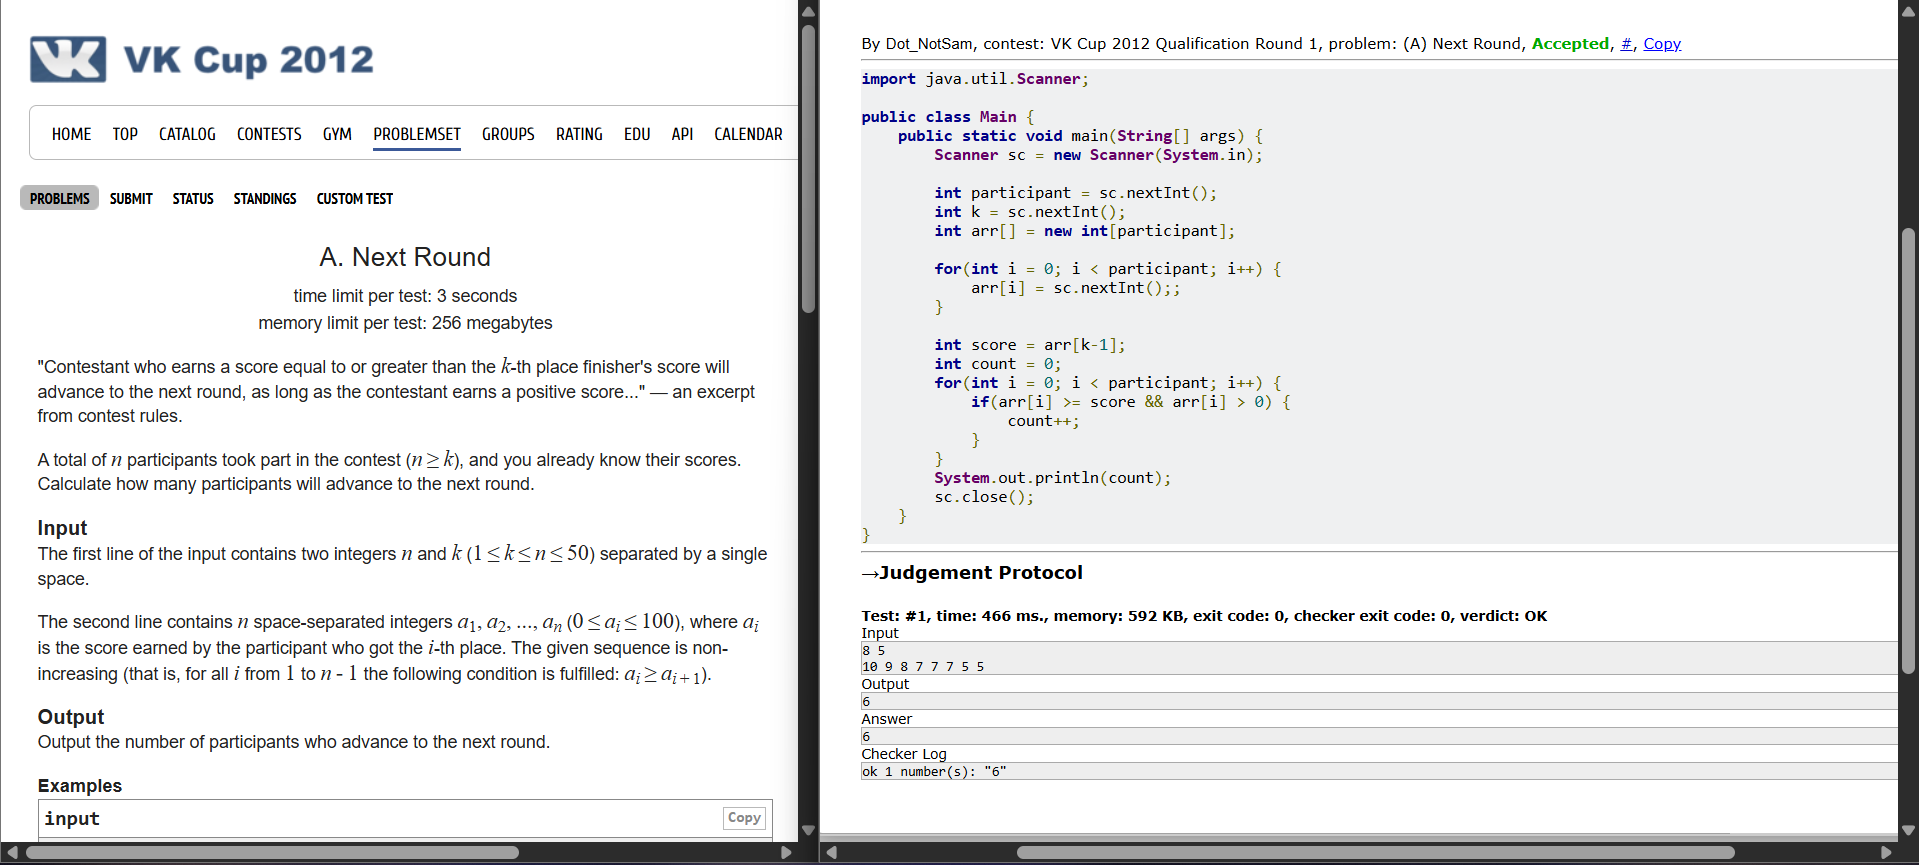 VK Cup 2012
HOME TOP CATALOG CONTESTS GYM PROBLEMSET GROUPS RATING EDU API CALENDAR
PROBLEMS SUBMIT STATUS STANDINGS CUSTOM TEST
A. Next Round
time limit per test: 3 seconds
memory limit per test: 256 megabytes
"Contestant who earns a score equal to or greater than the k-th place finisher's score will
advance to the next round, as long as the contestant earns a positive score..." — an excerpt
from contest rules.
A total of n participants took part in the contest (n ≥ k), and you already know their scores.
Calculate how many participants will advance to the next round.
Input
The first line of the input contains two integers n and k (1 ≤ k ≤ n ≤ 50) separated by a single
space.
The second line contains n space-separated integers a1, a2, ..., an (0 ≤ ai ≤ 100), where ai
is the score earned by the participant who got the i-th place. The given sequence is non-
increasing (that is, for all i from 1 to n - 1 the following condition is fulfilled: ai ≥ ai + 1).
Output
Output the number of participants who advance to the next round.
Examples
input
Copy
By Dot_NotSam, contest: VK Cup 2012 Qualification Round 1, problem: (A) Next Round, Accepted, #, Copy
import java.util.Scanner;
public class Main {
public static void main(String[] args) {
Scanner sc = new Scanner(System.in);
int participant = sc.nextInt();
int k = sc.nextInt();
int arr[] = new int[participant];
for(int i = 0; i < participant; i++) {
arr[i] = sc.nextInt();;
}
int score = arr[k-1];
int count = 0;
for(int i = 0; i < participant; i++) {
if(arr[i] >= score && arr[i] > 0) {
count++;
}
}
System.out.println(count);
sc.close();
}
}
→Judgement Protocol
Test: #1, time: 466 ms., memory: 592 KB, exit code: 0, checker exit code: 0, verdict: OK
Input
8 5
10 9 8 7 7 7 5 5
Output
6
Answer
6
Checker Log
ok 1 number(s): "6"